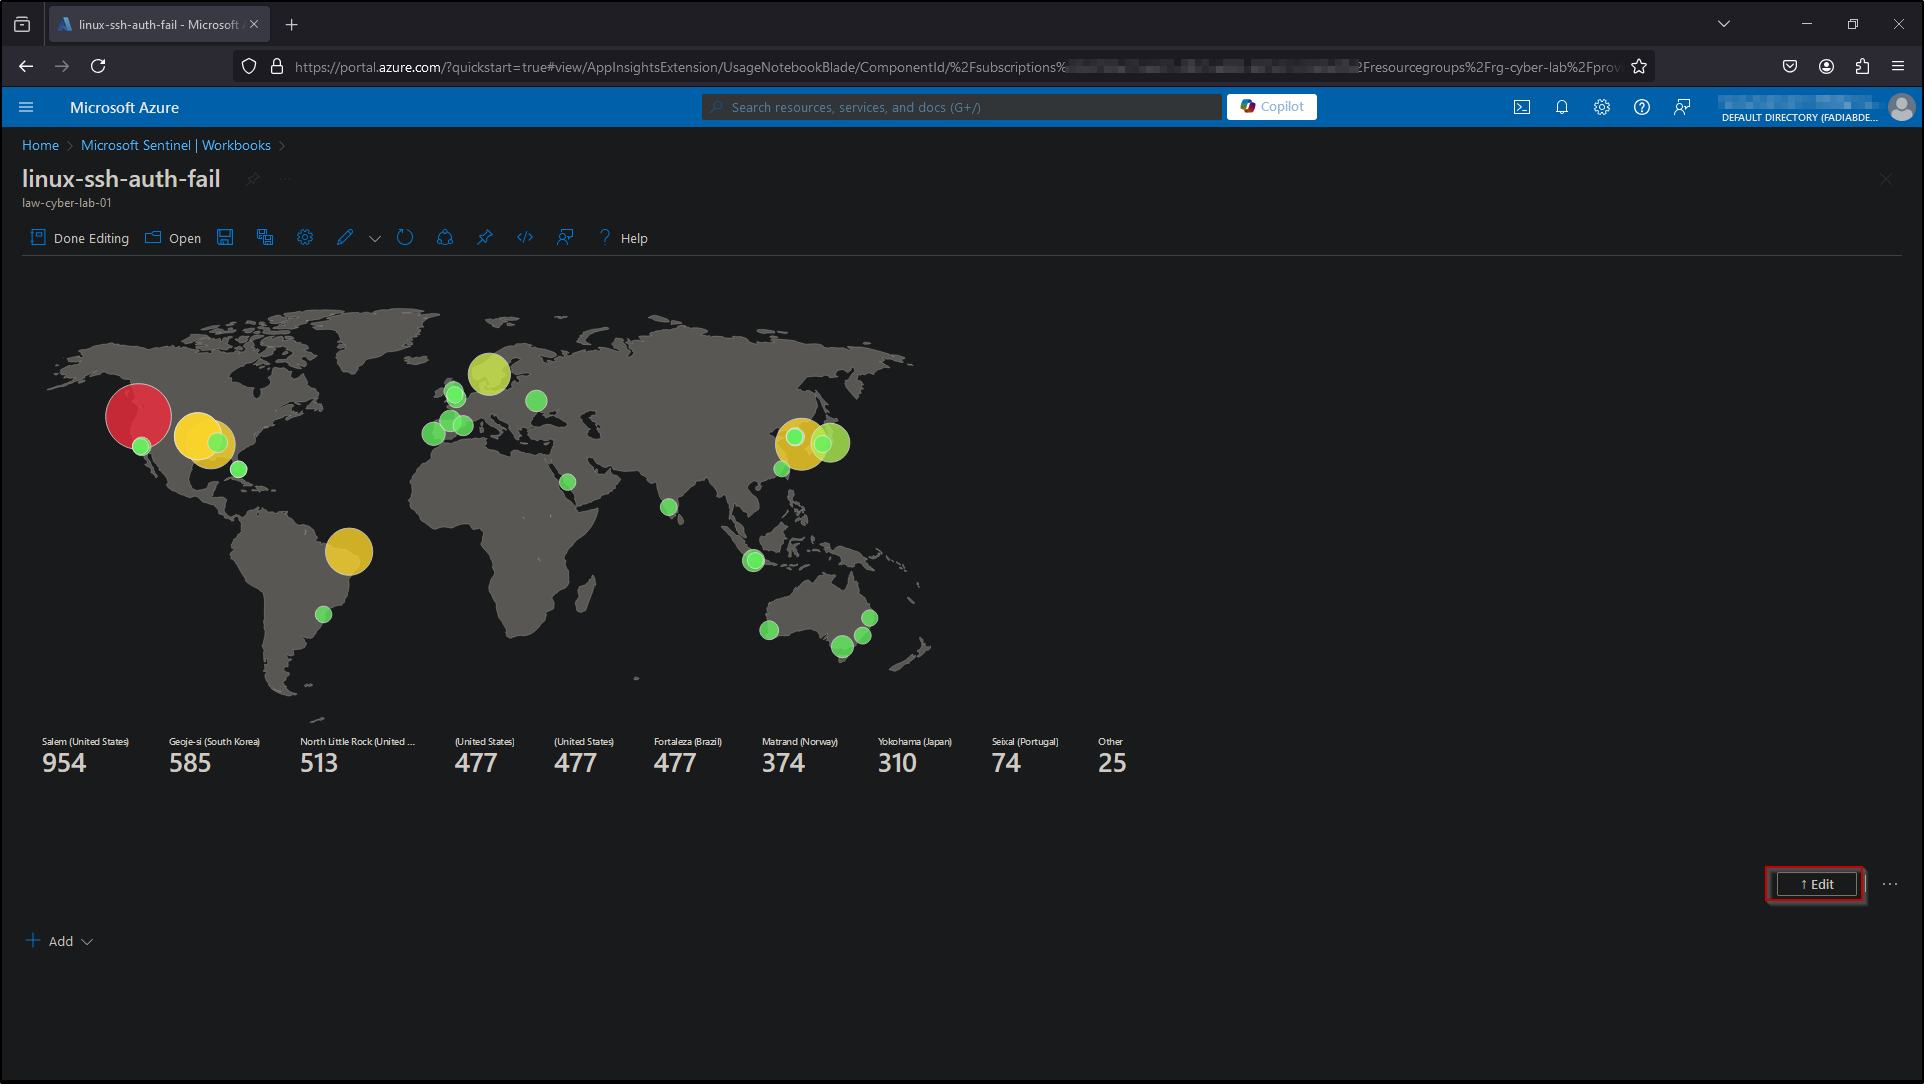 linux-ssh-auth-fail - Microsoft A
https://portal.azure.com/?quickstart=true#view/AppInsightsExtension/UsageNotebookBlade/ComponentId/%2Fsubscriptions%
2Fresourcegroups%2Frg-cyber-lab%2Fprov
Microsoft Azure
Search resources, services, and docs (G+/)
Copilot
DEFAULT DIRECTORY (FADIABDE...
Home > Microsoft Sentinel | Workbooks >
linux-ssh-auth-fail
law-cyber-lab-01
Done Editing
Open
Help
Salem (United States)
954
Geoje-si (South Korea)
585
North Little Rock (United ...
513
(United States)
477
(United States)
477
Fortaleza (Brazil)
477
Matrand (Norway)
374
Yokohama (Japan)
310
Seixal (Portugal)
74
Other
25
↑ Edit
Add